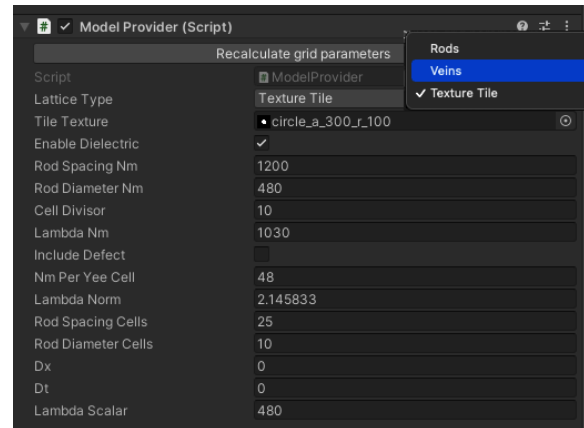 Model Provider (Script)
Recalculate grid parameters
Rods
Veins
Texture Tile
Script ModelProvider
Lattice Type Texture Tile
Tile Texture circle_a_300_r_100
Enable Dielectric
Rod Spacing Nm 1200
Rod Diameter Nm 480
Cell Divisor 10
Lambda Nm 1030
Include Defect
Nm Per Yee Cell 48
Lambda Norm 2.145833
Rod Spacing Cells 25
Rod Diameter Cells 10
Dx 0
Dt 0
Lambda Scalar 480